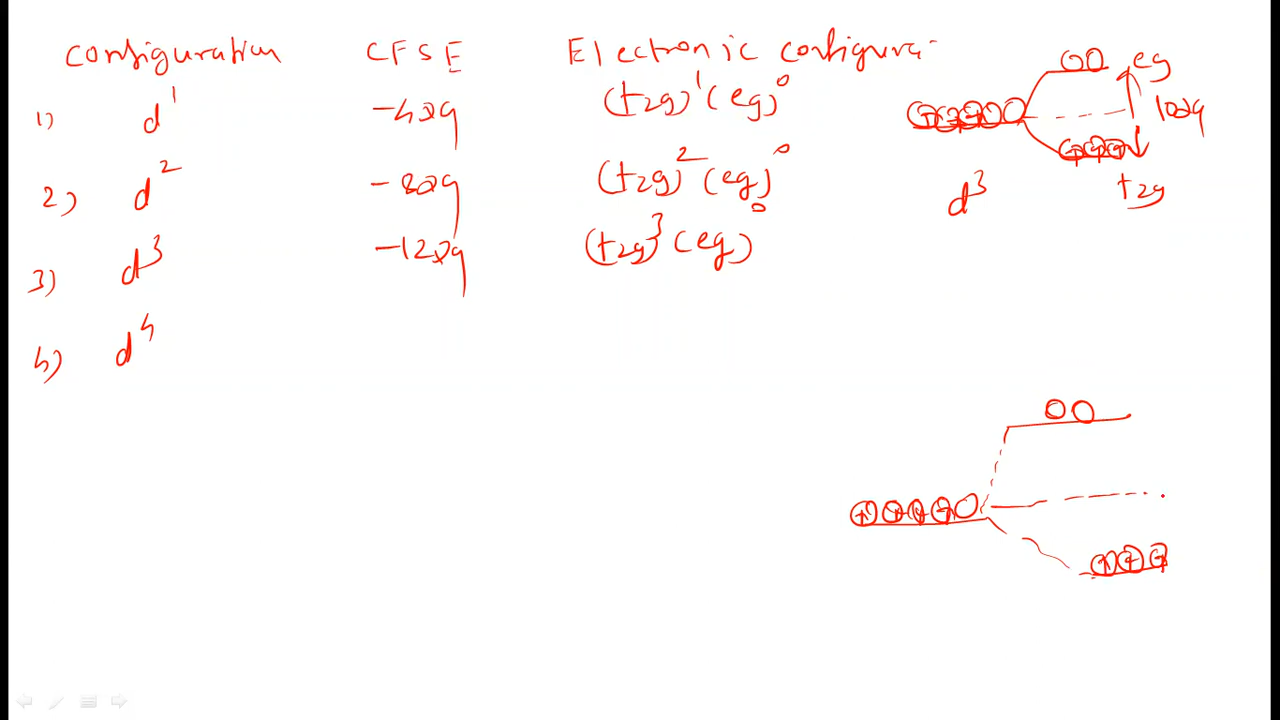 Configuration CFSE Electronic configura
1) d¹ -4Dq (t2g)¹(eg)⁰
2) d² -8Dq (t2g)²(eg)⁰
3) d³ -12Dq (t2g)³(eg)⁰
4) d⁴
eg
10Dq
t2g
d³